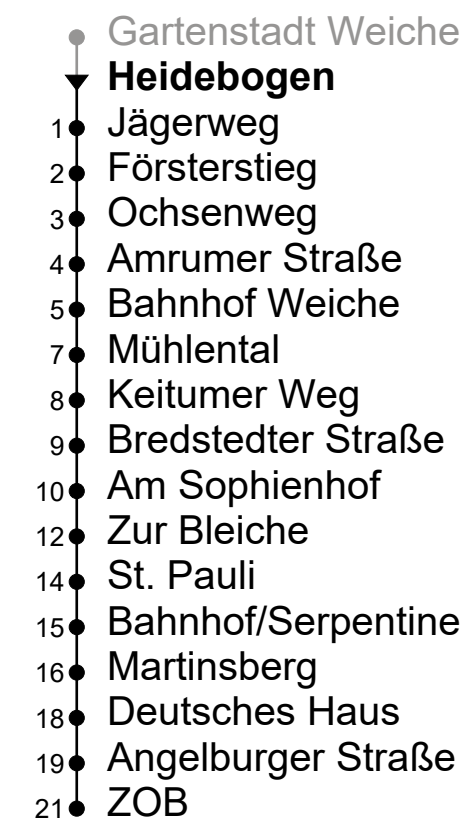 Gartenstadt Weiche
Heidebogen
1 Jägerweg
2 Försterstieg
3 Ochsenweg
4 Amrumer Straße
5 Bahnhof Weiche
7 Mühlental
8 Keitumer Weg
9 Bredstedter Straße
10 Am Sophienhof
12 Zur Bleiche
14 St. Pauli
15 Bahnhof/Serpentine
16 Martinsberg
18 Deutsches Haus
19 Angelburger Straße
21 ZOB